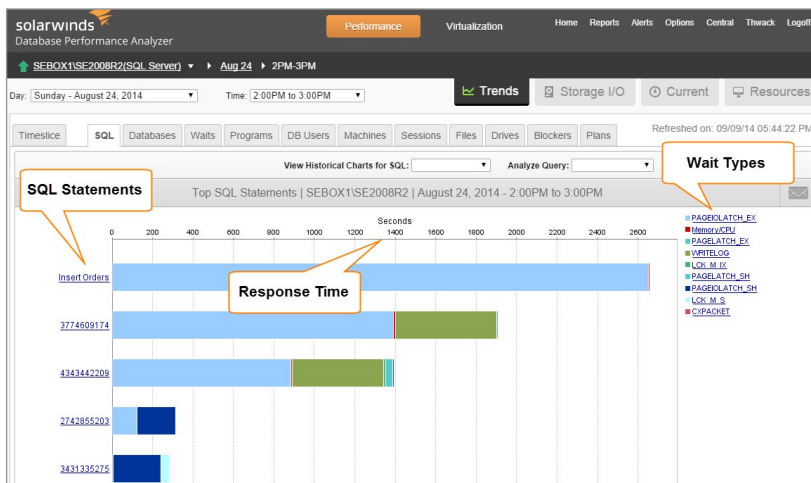 solarwinds
Database Performance Analyzer
Performance
Virtualization
Home Reports Alerts Options Central Thwack Logoff
SEBOX1\SE2008R2(SQL Server) Aug 24 2PM-3PM
Day: Sunday - August 24, 2014 Time: 2:00PM to 3:00PM
Trends Storage I/O Current Resources
Timeslice SQL Databases Waits Programs DB Users Machines Sessions Files Drives Blockers Plans
Refreshed on: 09/09/14 05:44:22 PM
View Historical Charts for SQL: Analyze Query:
Wait Types
SQL Statements
Top SQL Statements | SEBOX1\SE2008R2 | August 24, 2014 - 2:00PM to 3:00PM
Seconds
0 200 400 600 800 1000 1200 1400 1600 1800 2000 2200 2400 2600
PAGEIOLATCH_EX
Memory/CPU
PAGELATCH_EX
WRITELOG
LCK_M_IX
PAGELATCH_SH
PAGEIOLATCH_SH
LCK_M_S
CXPACKET
Insert Orders
Response Time
3774609174
4343442209
2742855203
3431335275